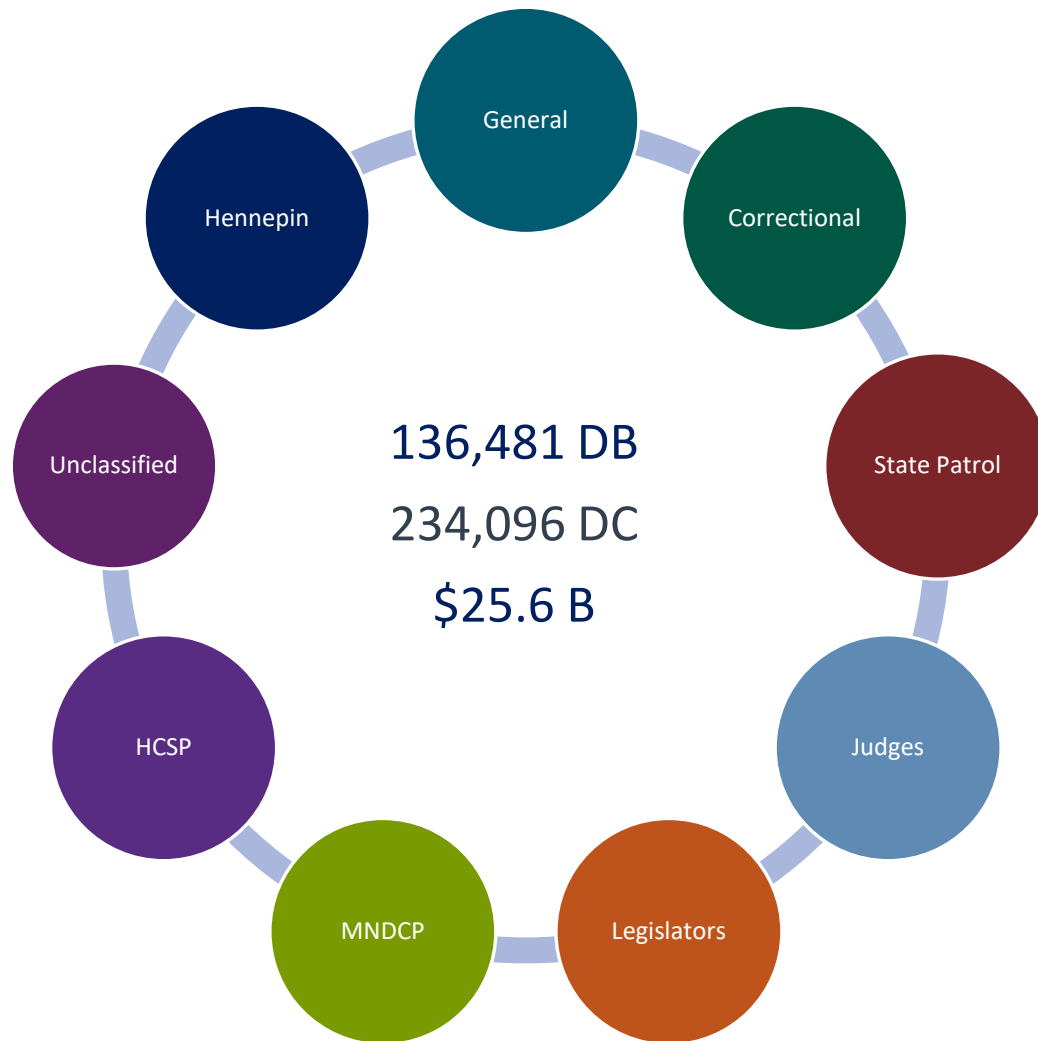 General
Correctional
State Patrol
Judges
Legislators
MNDCP
HCSP
Unclassified
Hennepin
136,481 DB
234,096 DC
$25.6 B